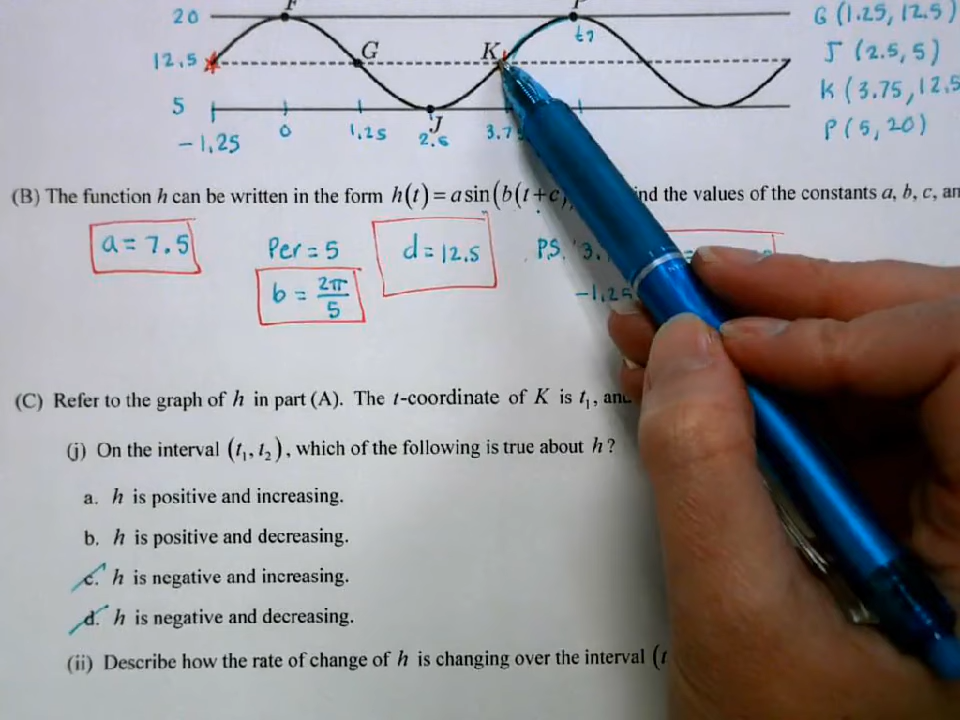 20 F
G (1.25, 12.5)
12.5 G K t2
J (2.5, 5)
K (3.75, 12.5
5 J
P (5, 20)
-1.25 0 1.25 2.5 3.7
(B) The function h can be written in the form h(t) = a sin(b(t+c) nd the values of the constants a, b, c, an
a = 7.5 Per = 5 d = 12.5 P.S. 3.
b = 2π/5 -1.25
(C) Refer to the graph of h in part (A). The t-coordinate of K is t₁, and
(i) On the interval (t₁, t₂), which of the following is true about h?
a. h is positive and increasing.
b. h is positive and decreasing.
c. h is negative and increasing.
d. h is negative and decreasing.
(ii) Describe how the rate of change of h is changing over the interval (t